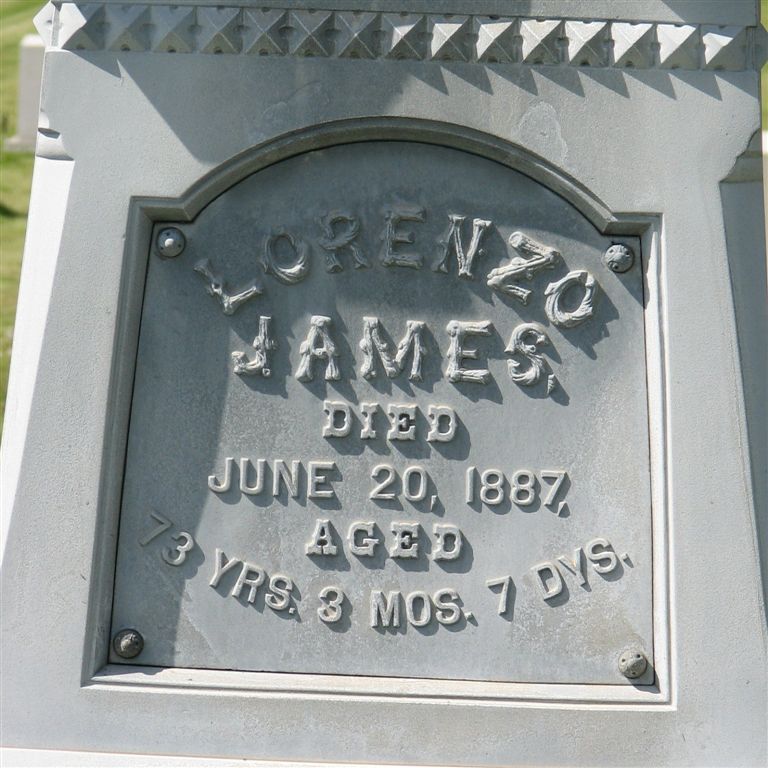 LORENZO
JAMES,
DIED
JUNE 20, 1887,
AGED
73 YRS. 3 MOS. 7 DYS.